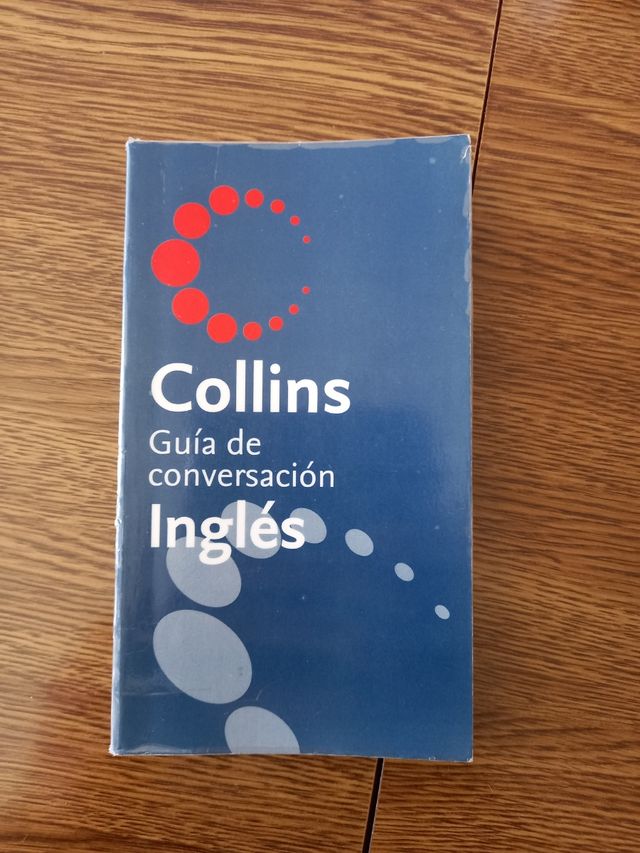 Collins
Guía de
conversación
Inglés